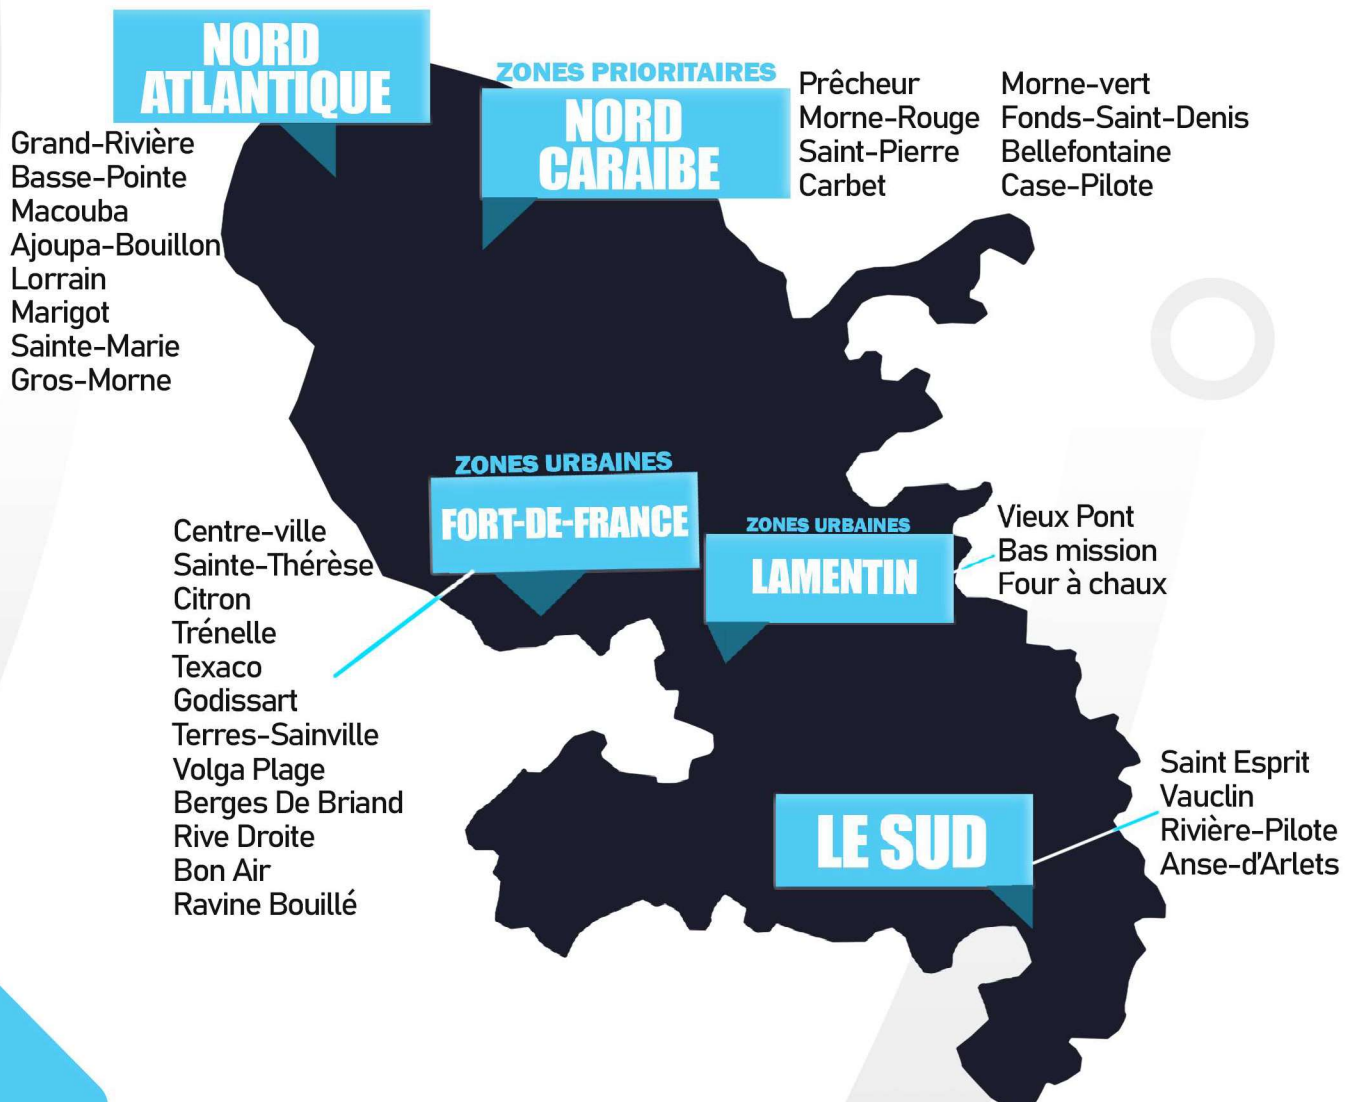 NORD
ATLANTIQUE
Grand-Rivière
Basse-Pointe
Macouba
Ajoupa-Bouillon
Lorrain
Marigot
Sainte-Marie
Gros-Morne
ZONES PRIORITAIRES
NORD
CARAIBE
Prêcheur
Morne-Rouge
Saint-Pierre
Carbet
Morne-vert
Fonds-Saint-Denis
Bellefontaine
Case-Pilote
ZONES URBAINES
FORT-DE-FRANCE
Centre-ville
Sainte-Thérèse
Citron
Trénelle
Texaco
Godissart
Terres-Sainville
Volga Plage
Berges De Briand
Rive Droite
Bon Air
Ravine Bouillé
ZONES URBAINES
LAMENTIN
Vieux Pont
Bas mission
Four à chaux
LE SUD
Saint Esprit
Vauclin
Rivière-Pilote
Anse-d'Arlets